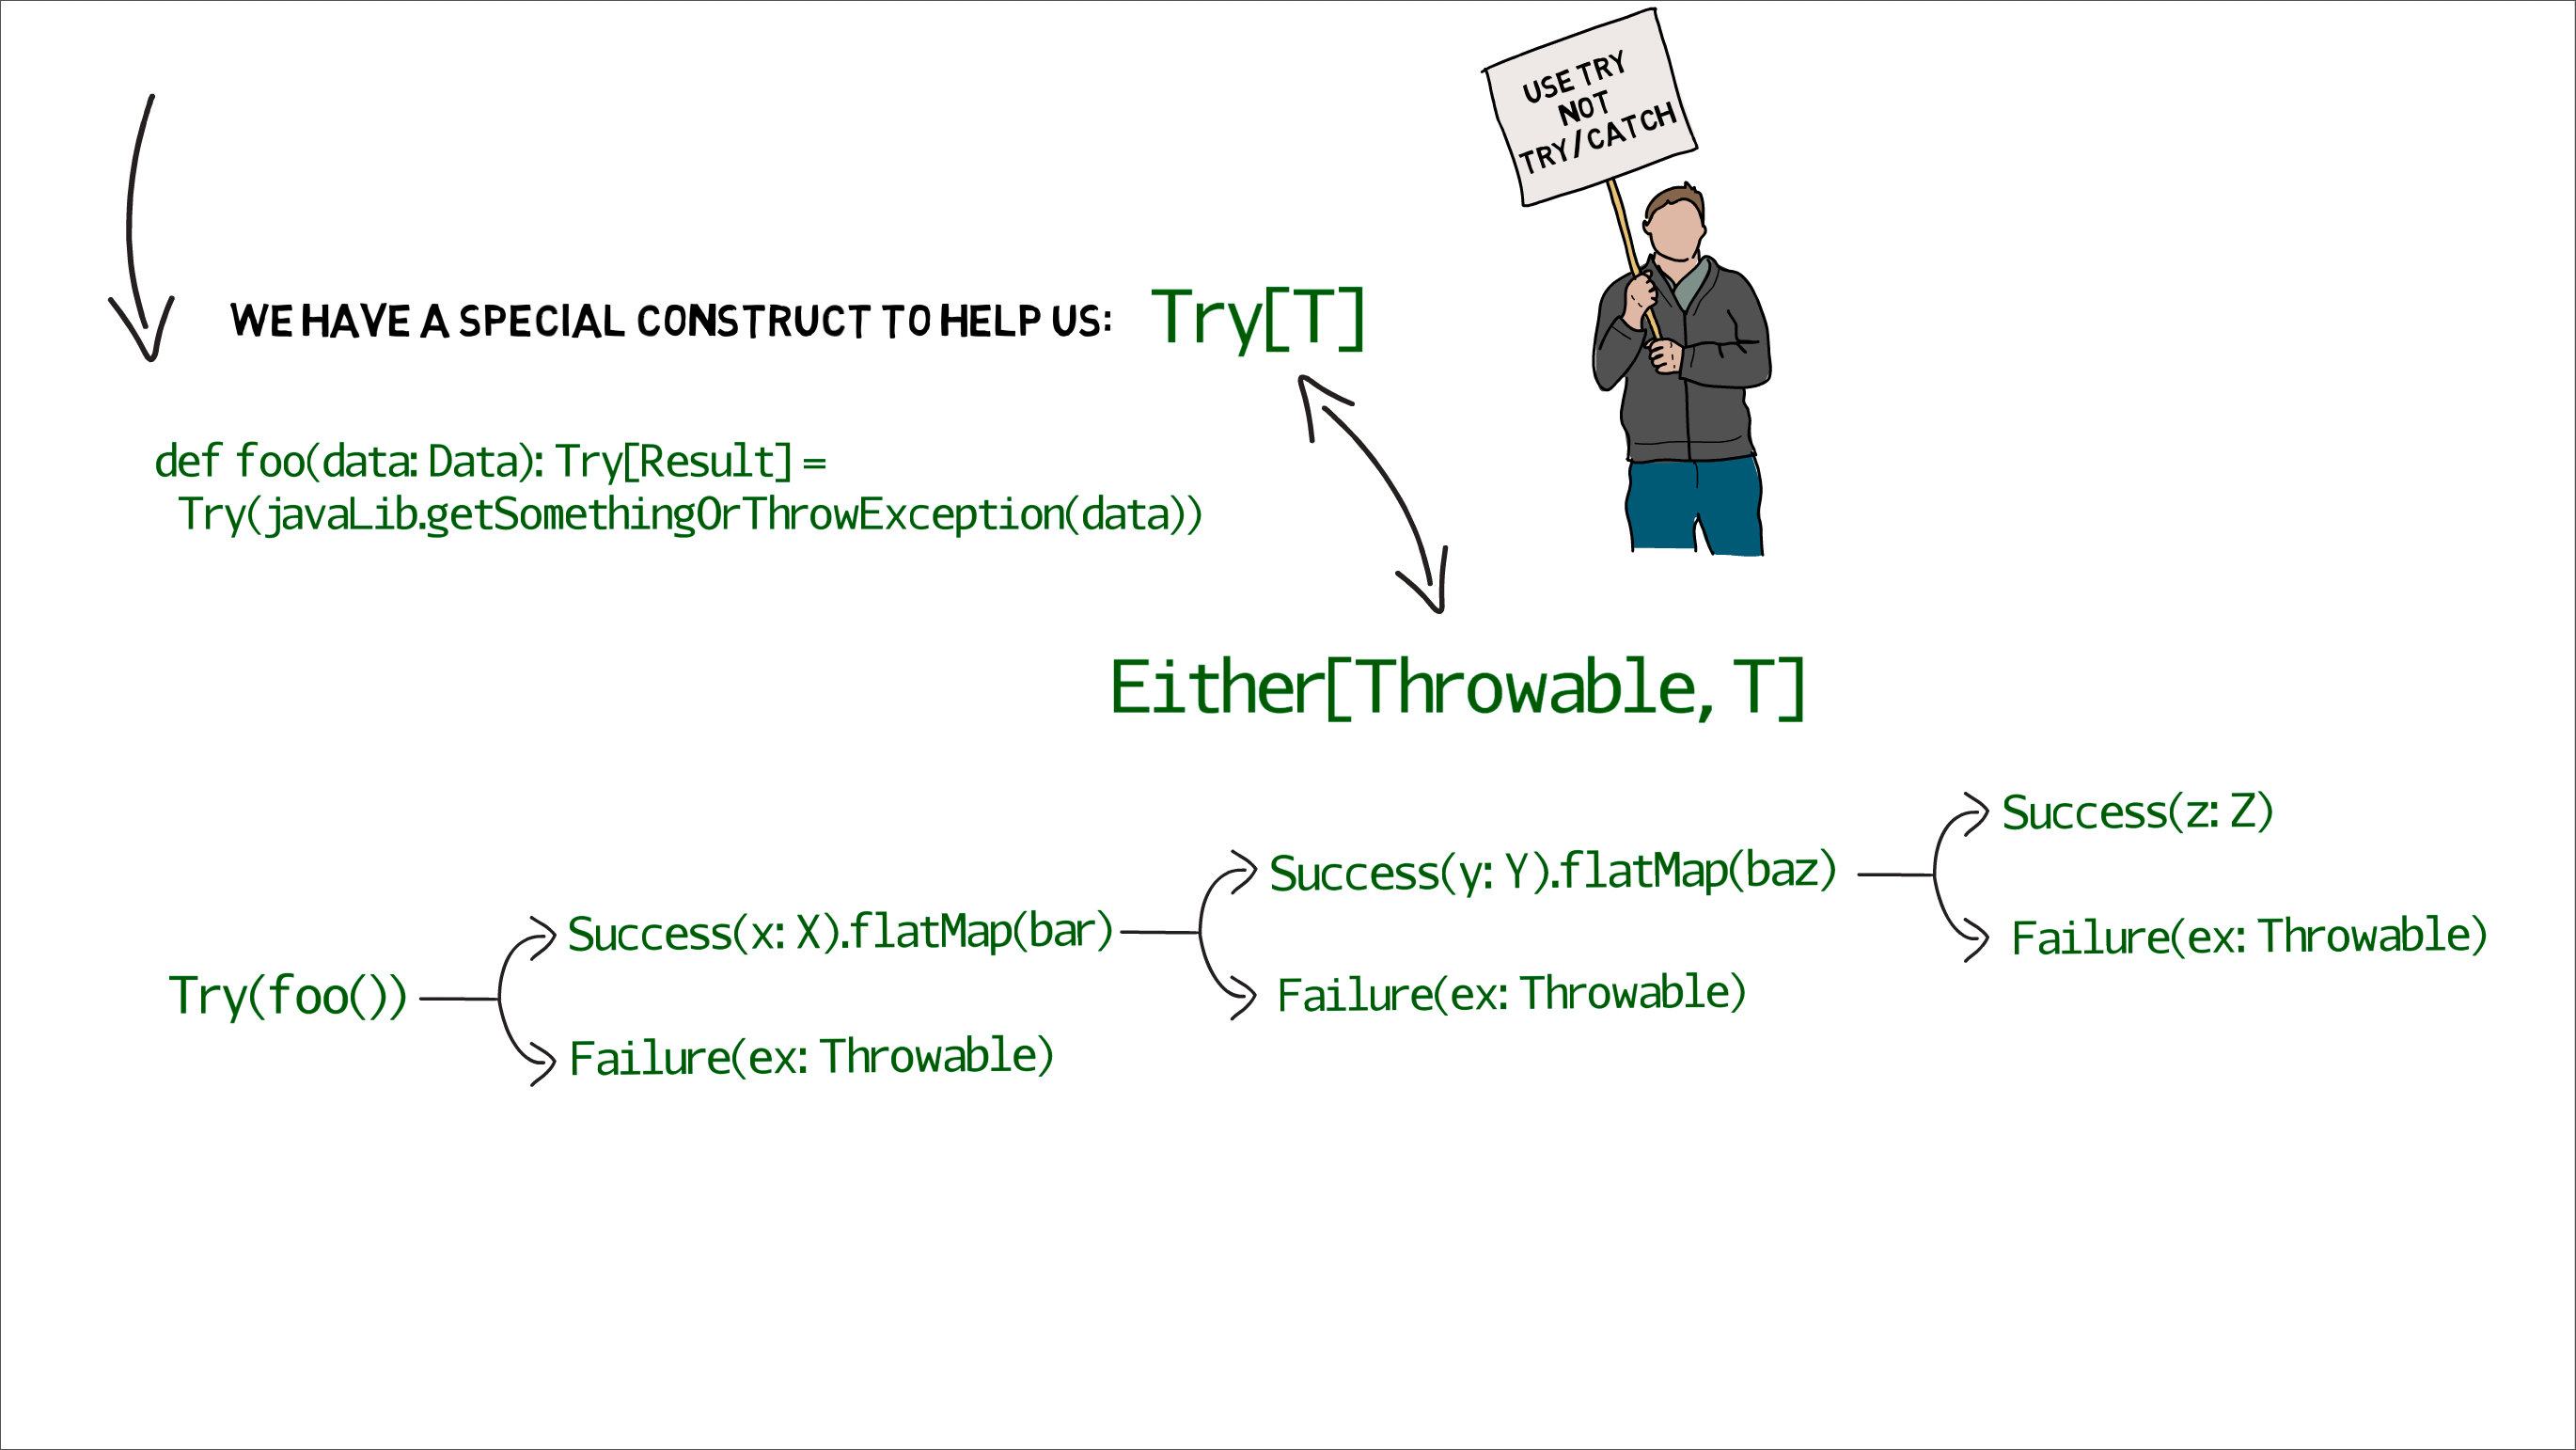 USE TRY
NOT
TRY/CATCH
WE HAVE A SPECIAL CONSTRUCT TO HELP US: Try[T]
def foo(data: Data): Try[Result] =
Try(javaLib.getSomethingOrThrowException(data))
Either[Throwable, T]
Try(foo())
Success(x: X).flatMap(bar)
Failure(ex: Throwable)
Success(y: Y).flatMap(baz)
Failure(ex: Throwable)
Success(z: Z)
Failure(ex: Throwable)